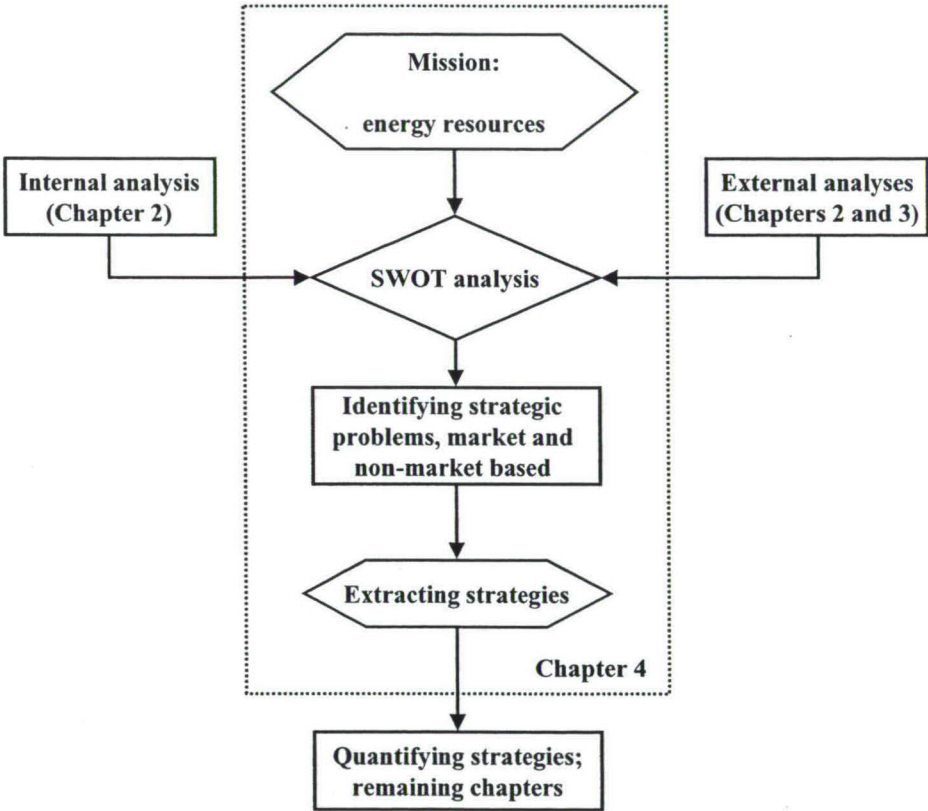 Mission:
energy resources
Internal analysis
(Chapter 2)
External analyses
(Chapters 2 and 3)
SWOT analysis
Identifying strategic
problems, market and
non-market based
Extracting strategies
Chapter 4
Quantifying strategies;
remaining chapters